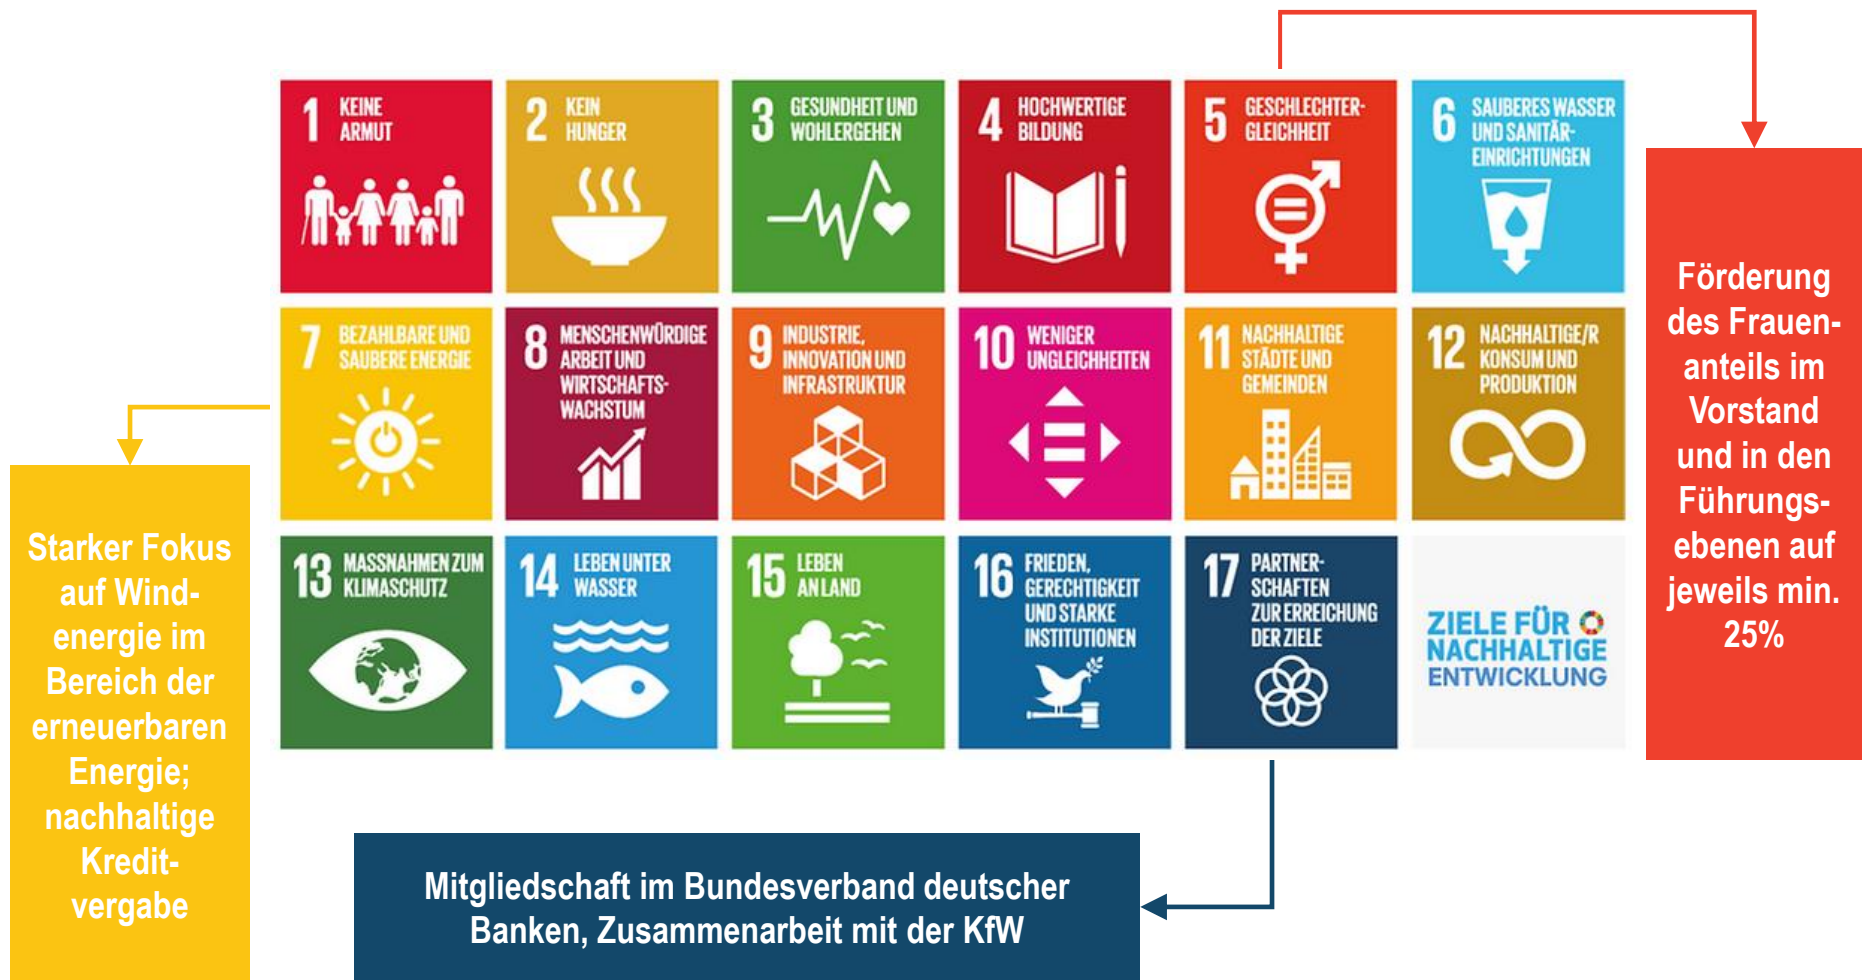 1 KEINE
ARMUT
2 KEIN
HUNGER
3 GESUNDHEIT UND
WOHLERGEHEN
4 HOCHWERTIGE
BILDUNG
5 GESCHLECHTER-
GLEICHHEIT
6 SAUBERES WASSER
UND SANITÄR-
EINRICHTUNGEN
7 BEZAHLBARE UND
SAUBERE ENERGIE
8 MENSCHENWÜRDIGE
ARBEIT UND
WIRTSCHAFTS-
WACHSTUM
9 INDUSTRIE,
INNOVATION UND
INFRASTRUKTUR
10 WENIGER
UNGLEICHHEITEN
11 NACHHALTIGE
STÄDTE UND
GEMEINDEN
12 NACHHALTIGE/R
KONSUM UND
PRODUKTION
13 MASSNAHMEN ZUM
KLIMASCHUTZ
14 LEBEN UNTER
WASSER
15 LEBEN
AN LAND
16 FRIEDEN,
GERECHTIGKEIT
UND STARKE
INSTITUTIONEN
17 PARTNER-
SCHAFTEN
ZUR ERREICHUNG
DER ZIELE
ZIELE FÜR
NACHHALTIGE
ENTWICKLUNG
Förderung
des Frauen-
anteils im
Vorstand
und in den
Führungs-
ebenen auf
jeweils min.
25%
Starker Fokus
auf Wind-
energie im
Bereich der
erneuerbaren
Energie;
nachhaltige
Kredit-
vergabe
Mitgliedschaft im Bundesverband deutscher
Banken, Zusammenarbeit mit der KfW